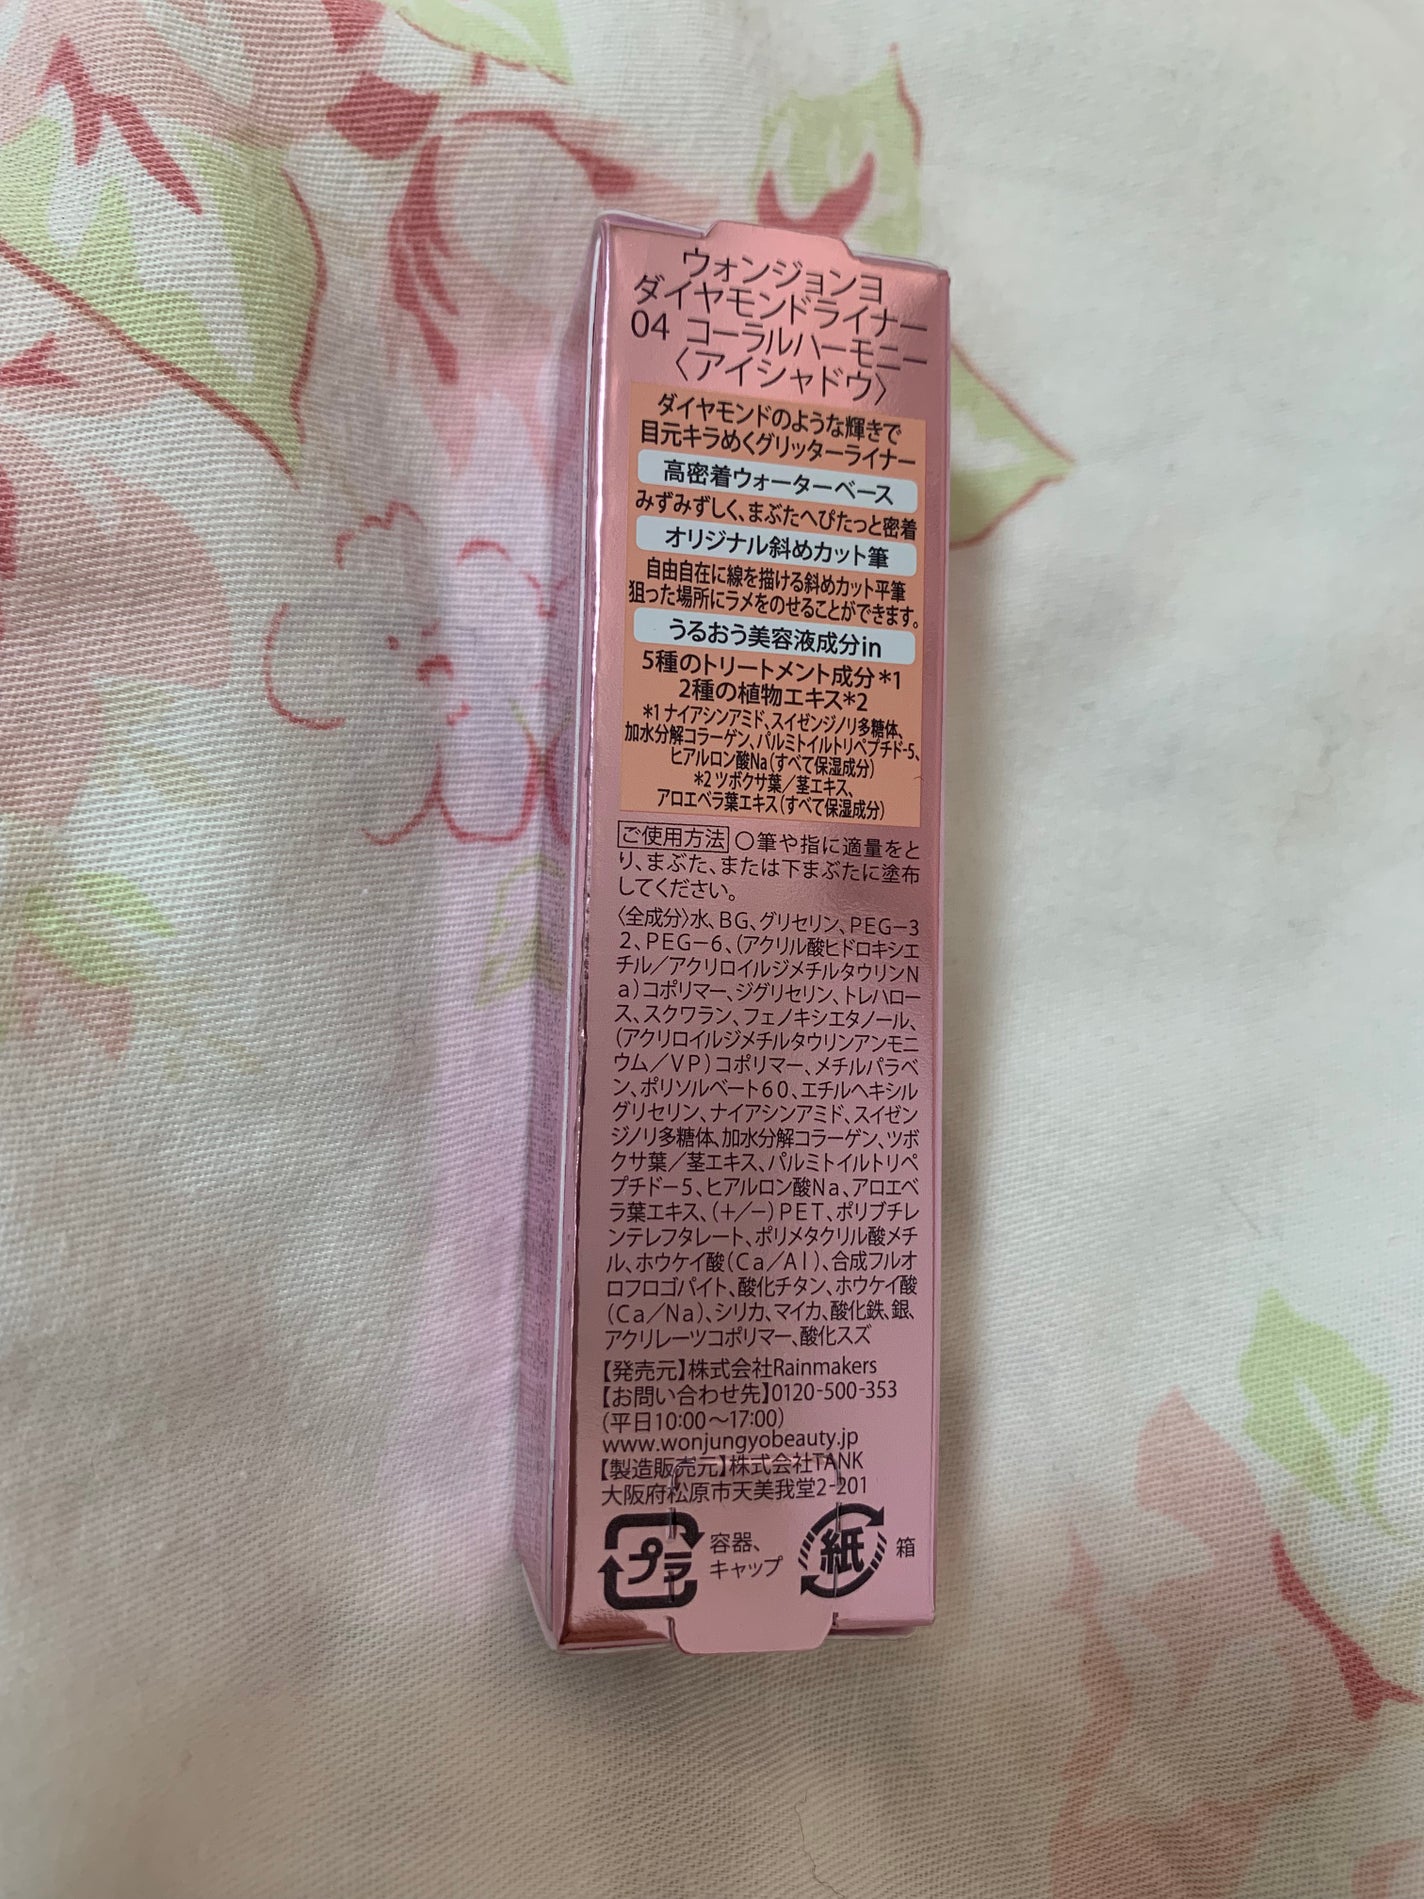 ウォンジョンヨ
ダイヤモンドライナー
04 コーラルハーモニー
〈アイシャドウ〉
ダイヤモンドのような輝きで
目元キラめくグリッターライナー
高密着ウォーターベース
みずみずしく、まぶたへぴたっと密着
オリジナル斜めカット筆
自由自在に線を描ける斜めカット平筆
狙った場所にラメをのせることができます。
うるおう美容液成分in
5種のトリートメント成分*1
2種の植物エキス*2
*1 ナイアシンアミド、スイゼンジノリ多糖体、
加水分解コラーゲン、パルミトイルトリペプチド-5、
ヒアルロン酸Na(すべて保湿成分)
*2 ツボクサ葉/茎エキス、
アロエベラ葉エキス(すべて保湿成分)
ご使用方法 〇筆や指に適量をと
り、まぶた、または下まぶたに塗布
してください。
〈全成分〉水、BG、グリセリン、PEG-3
2、PEG-6、(アクリル酸ヒドロキシエ
チル/アクリロイルジメチルタウリンN
a)コポリマー、ジグリセリン、トレハロー
ス、スクワラン、フェノキシエタノール、
(アクリロイルジメチルタウリンアンモニ
ウム/VP)コポリマー、メチルパラベ
ン、ポリソルベート60、エチルヘキシル
グリセリン、ナイアシンアミド、スイゼン
ジノリ多糖体、加水分解コラーゲン、ツボ
クサ葉/茎エキス、パルミトイルトリペ
プチド-5、ヒアルロン酸Na、アロエベ
ラ葉エキス、(+/-)PET、ポリブチレ
ンテレフタレート、ポリメタクリル酸メチ
ル、ホウケイ酸(Ca/Al)、合成フルオ
ロフロゴパイト、酸化チタン、ホウケイ酸
(Ca/Na)、シリカ、マイカ、酸化鉄、銀、
アクリレーツコポリマー、酸化スズ
【発売元】株式会社Rainmakers
【お問い合わせ先】0120-500-353
(平日10:00〜17:00)
www.wonjungyobeauty.jp
【製造販売元】株式会社TANK
大阪府松原市天美我堂2-201
プラ 容器、
キャップ
紙 箱